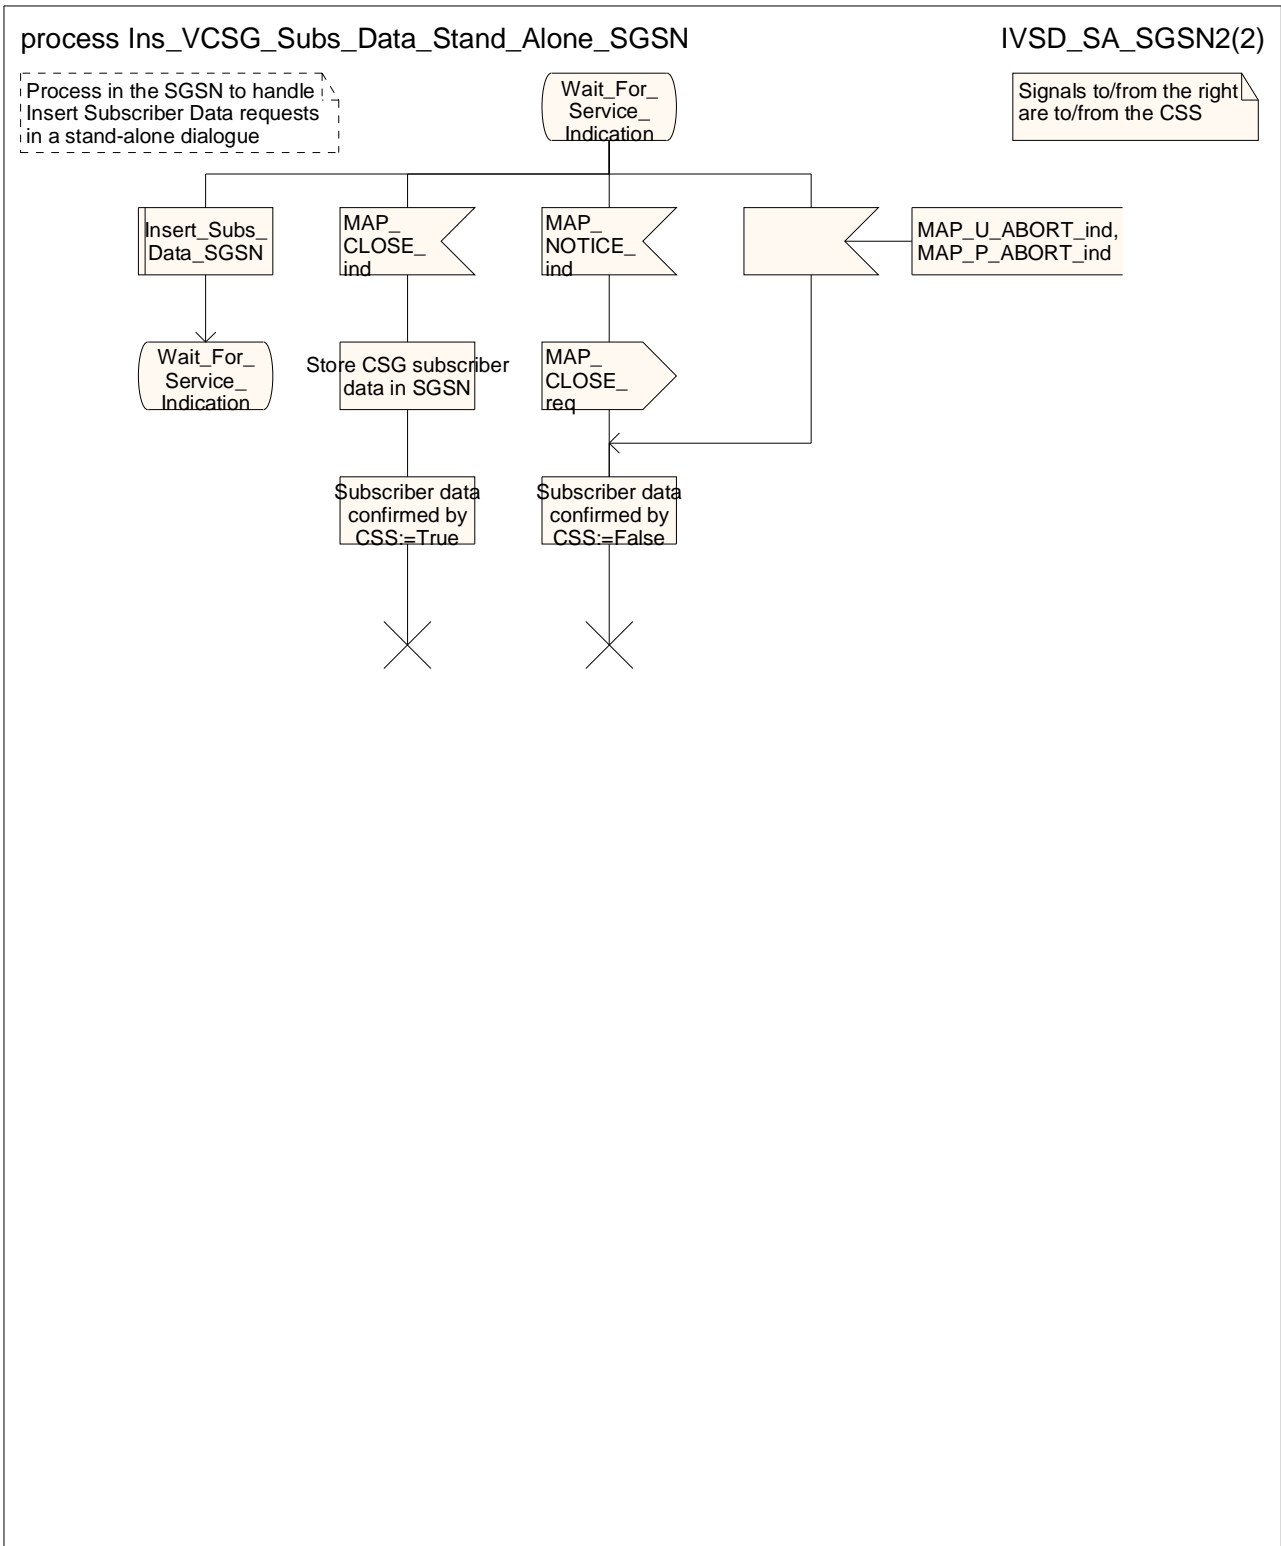 process Ins_VCSG_Subs_Data_Stand_Alone_SGSN
IVSD_SA_SGSN2(2)
Process in the SGSN to handle
Insert Subscriber Data requests
in a stand-alone dialogue
Wait_For_
Service_
Indication
Signals to/from the right
are to/from the CSS
Insert_Subs_
Data_SGSN
MAP_
CLOSE_
ind
MAP_
NOTICE_
ind
MAP_U_ABORT_ind,
MAP_P_ABORT_ind
Wait_For_
Service_
Indication
Store CSG subscriber
data in SGSN
MAP_
CLOSE_
req
Subscriber data
confirmed by
CSS:=True
Subscriber data
confirmed by
CSS:=False